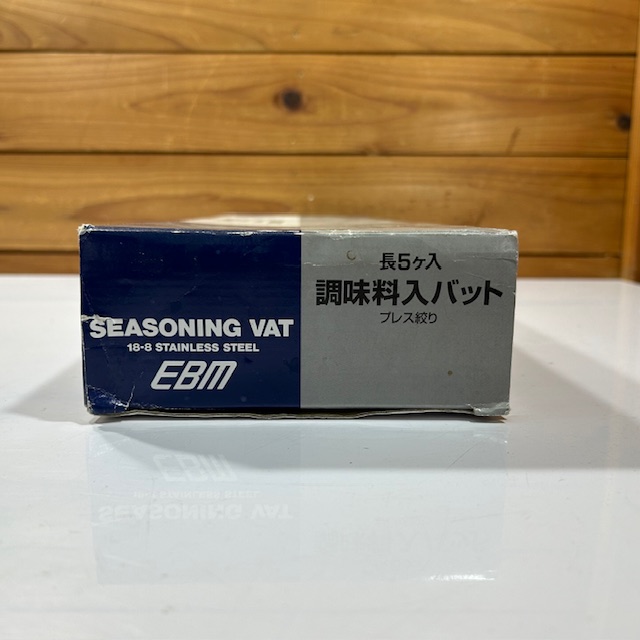 SEASONING VAT
18-8 STAINLESS STEEL
EBM
長5ヶ入
調味料入バット
プレス絞り